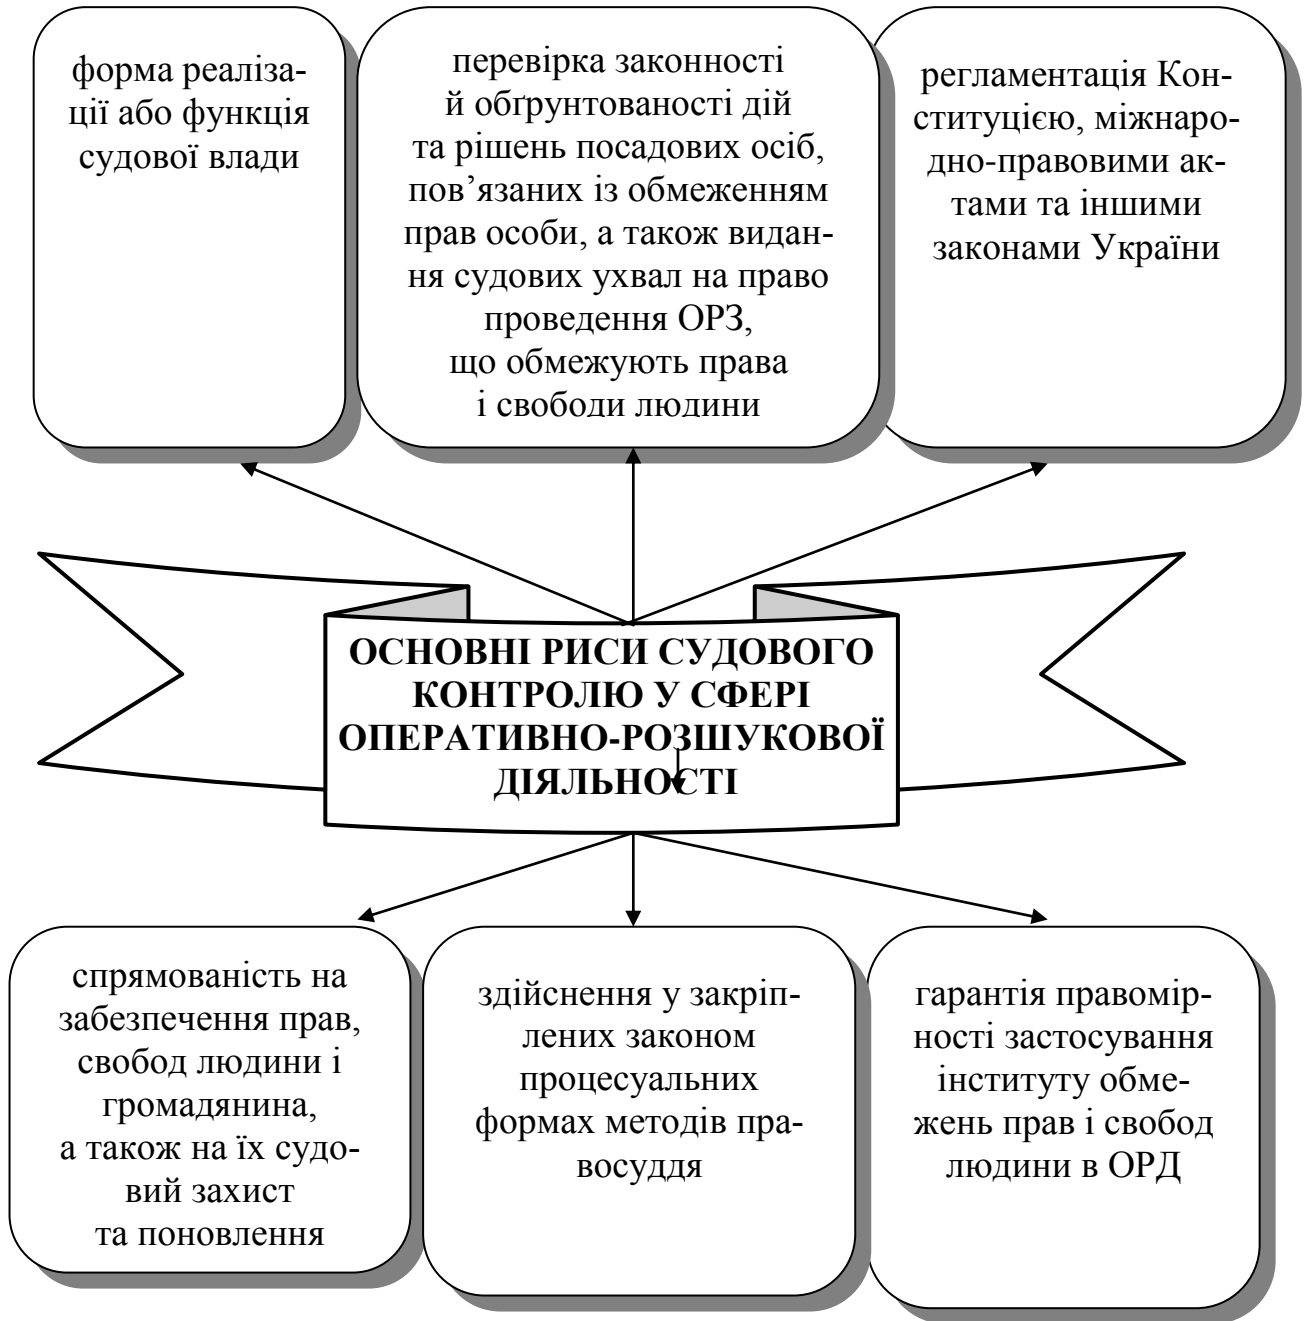 форма реаліза-
ції або функція
судової влади
перевірка законності
й обґрунтованості дій
та рішень посадових осіб,
пов’язаних із обмеженням
прав особи, а також видан-
ня судових ухвал на право
проведення ОРЗ,
що обмежують права
і свободи людини
регламентація Кон-
ституцією, міжнаро-
дно-правовими ак-
тами та іншими
законами України
ОСНОВНІ РИСИ СУДОВОГО
КОНТРОЛЮ У СФЕРІ
ОПЕРАТИВНО-РОЗШУКОВОЇ
ДІЯЛЬНОСТІ
спрямованість на
забезпечення прав,
свобод людини і
громадянина,
а також на їх судо-
вий захист
та поновлення
здійснення у закріп-
лених законом
процесуальних
формах методів пра-
восуддя
гарантія правомір-
ності застосування
інституту обме-
жень прав і свобод
людини в ОРД